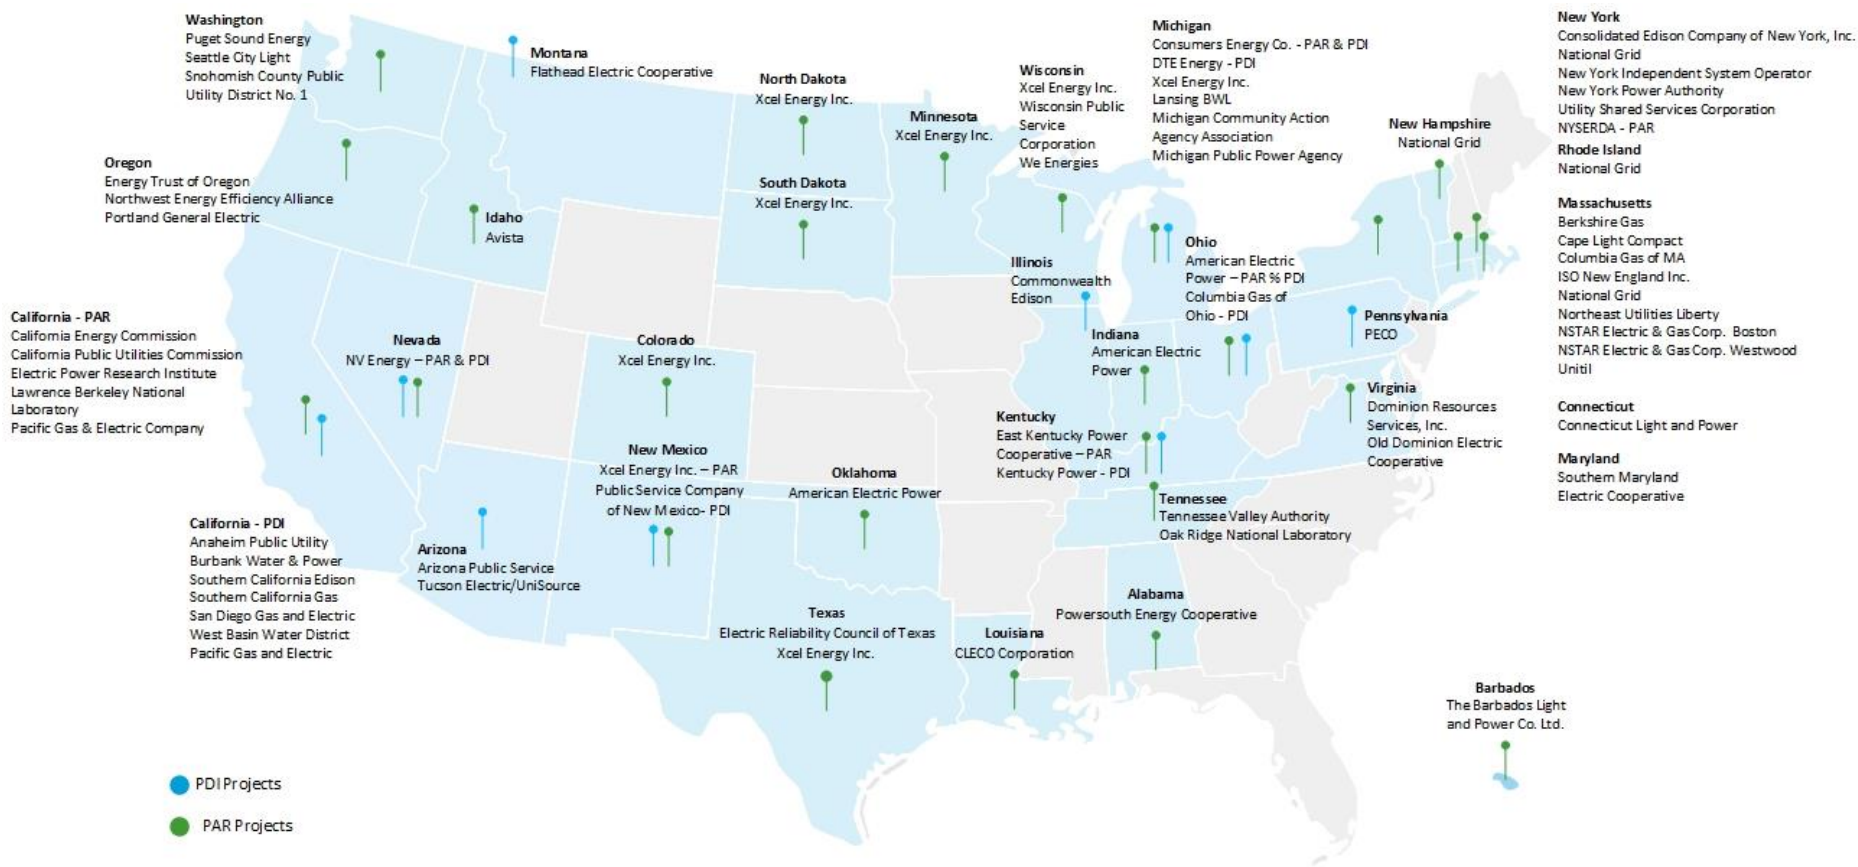 Washington
Puget Sound Energy
Seattle City Light
Snohomish County Public
Utility District No. 1
Montana
Flathead Electric Cooperative
North Dakota
Xcel Energy Inc.
Minnesota
Xcel Energy Inc.
Wisconsin
Xcel Energy Inc.
Wisconsin Public
Service
Corporation
We Energies
Michigan
Consumers Energy Co. - PAR & PDI
DTE Energy - PDI
Xcel Energy Inc.
Lansing BWL
Michigan Community Action
Agency Association
Michigan Public Power Agency
New Hampshire
National Grid
New York
Consolidated Edison Company of New York, Inc.
National Grid
New York Independent System Operator
New York Power Authority
Utility Shared Services Corporation
NYSERDA - PAR
Rhode Island
National Grid
Massachusetts
Berkshire Gas
Cape Light Compact
Columbia Gas of MA
ISO New England Inc.
National Grid
Northeast Utilities Liberty
NSTAR Electric & Gas Corp. Boston
NSTAR Electric & Gas Corp. Westwood
Unitil
Connecticut
Connecticut Light and Power
Maryland
Southern Maryland
Electric Cooperative
Oregon
Energy Trust of Oregon
Northwest Energy Efficiency Alliance
Portland General Electric
Idaho
Avista
South Dakota
Xcel Energy Inc.
Illinois
Commonwealth
Edison
Ohio
American Electric
Power – PAR % PDI
Columbia Gas of
Ohio - PDI
Pennsylvania
PECO
Indiana
American Electric
Power
Virginia
Dominion Resources
Services, Inc.
Old Dominion Electric
Cooperative
California - PAR
California Energy Commission
California Public Utilities Commission
Electric Power Research Institute
Lawrence Berkeley National
Laboratory
Pacific Gas & Electric Company
Nevada
NV Energy – PAR & PDI
Colorado
Xcel Energy Inc.
New Mexico
Xcel Energy Inc. – PAR
Public Service Company
of New Mexico- PDI
Oklahoma
American Electric Power
Kentucky
East Kentucky Power
Cooperative – PAR
Kentucky Power - PDI
Tennessee
Tennessee Valley Authority
Oak Ridge National Laboratory
California - PDI
Anaheim Public Utility
Burbank Water & Power
Southern California Edison
Southern California Gas
San Diego Gas and Electric
West Basin Water District
Pacific Gas and Electric
Arizona
Arizona Public Service
Tucson Electric/UniSource
Texas
Electric Reliability Council of Texas
Xcel Energy Inc.
Louisiana
CLECO Corporation
Alabama
Powersouth Energy Cooperative
Barbados
The Barbados Light
and Power Co. Ltd.
PDI Projects
PAR Projects